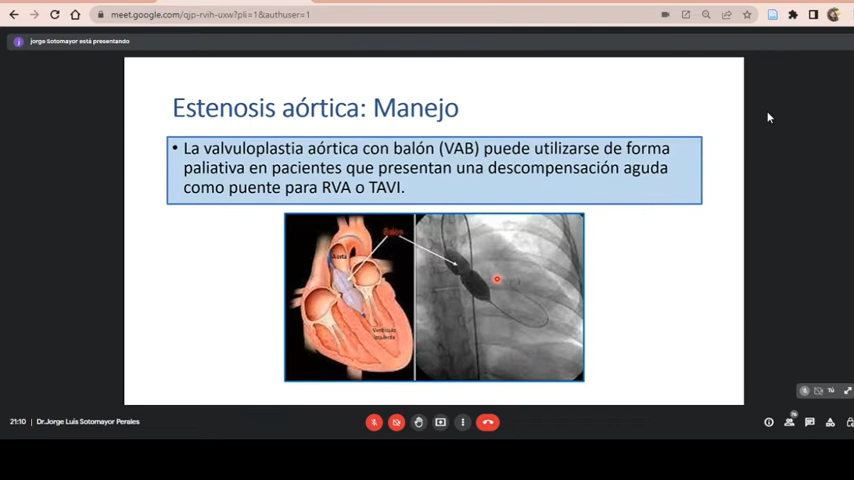 meet.google.com/qjp-rvih-uxw?pli=1&authuser=1
j
jorge Sotomayor está presentando
Estenosis aórtica: Manejo
• La valvuloplastia aórtica con balón (VAB) puede utilizarse de forma
paliativa en pacientes que presentan una descompensación aguda
como puente para RVA o TAVI.
Balón
Aorta
Ventrículo
izquierdo
Tú
21:10 | Dr.Jorge Luis Sotomayor Perales